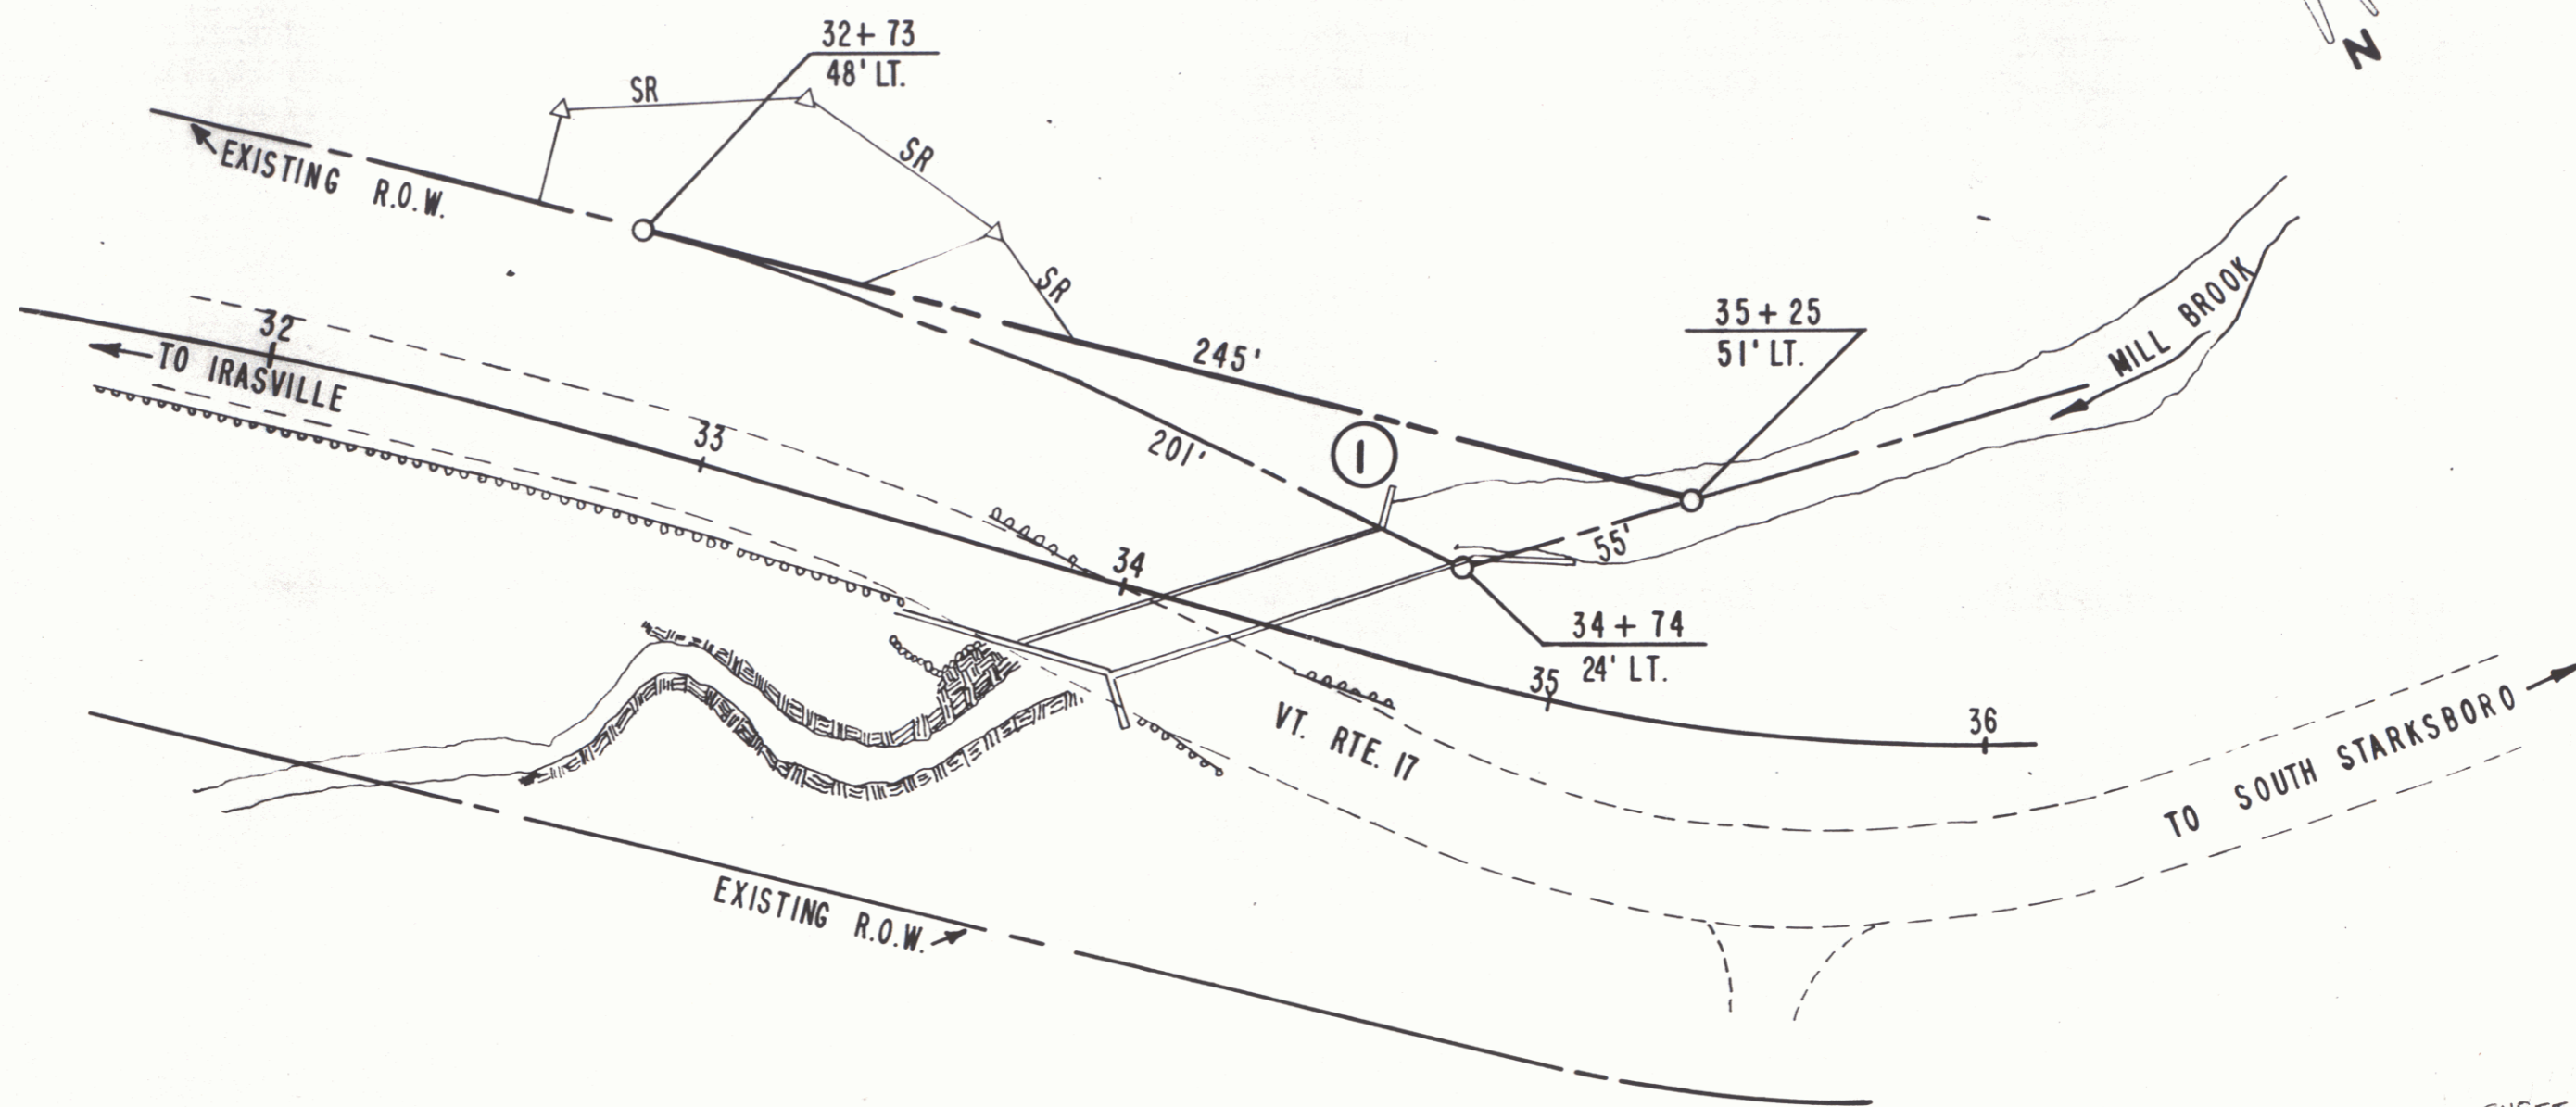 32+73
48' LT.
N
SR
SR
SR
EXISTING R.O.W.
32
TO IRASVILLE
245'
35+25
51' LT.
MILL BROOK
33
201'
1
34
55'
34+74
24' LT.
35
VT. RTE. 17
36
TO SOUTH STARKSBORO
EXISTING R.O.W.